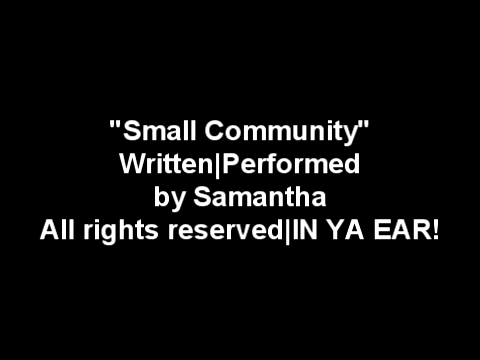 "Small Community"
Written|Performed
by Samantha
All rights reserved|IN YA EAR!